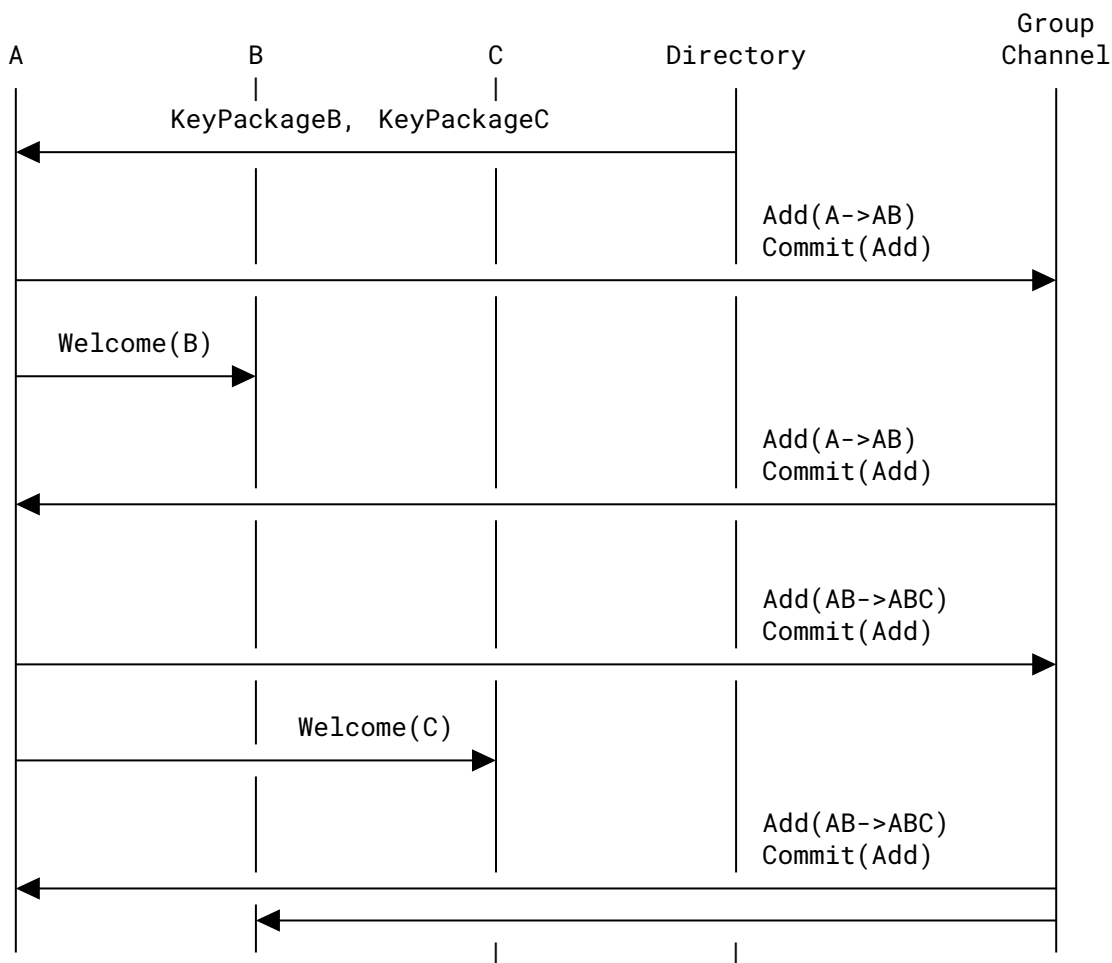 Group
A B C Directory Channel
KeyPackageB, KeyPackageC
Add(A->AB)
Commit(Add)
Welcome(B)
Add(A->AB)
Commit(Add)
Add(AB->ABC)
Commit(Add)
Welcome(C)
Add(AB->ABC)
Commit(Add)